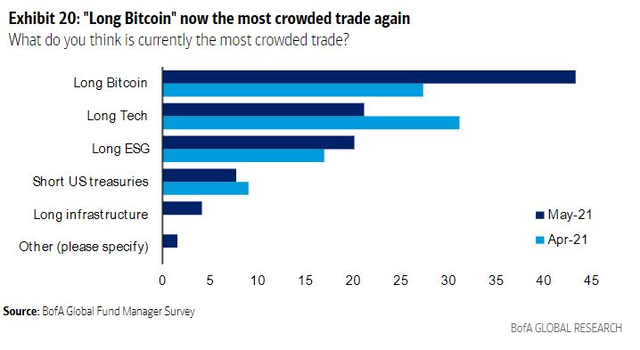 Exhibit 20: "Long Bitcoin" now the most crowded trade again
What do you think is currently the most crowded trade?
Long Bitcoin
Long Tech
Long ESG
Short US treasuries
Long infrastructure
Other (please specify)
May-21
Apr-21
0 5 10 15 20 25 30 35 40 45
Source: BofA Global Fund Manager Survey
BofA GLOBAL RESEARCH